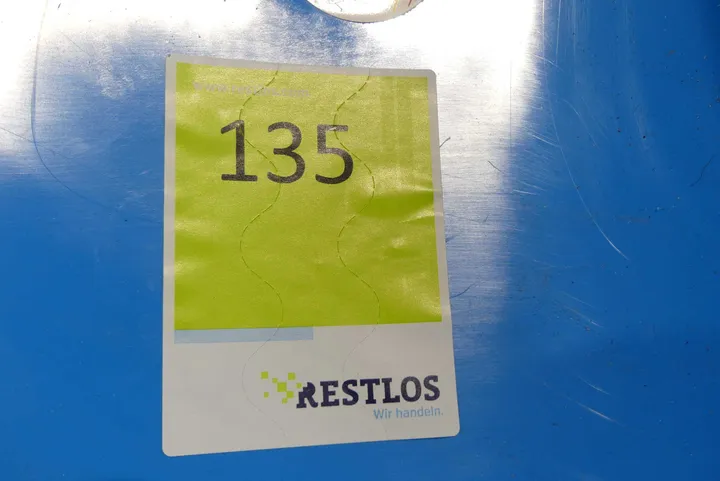 135
RESTLOS
Wir handeln.